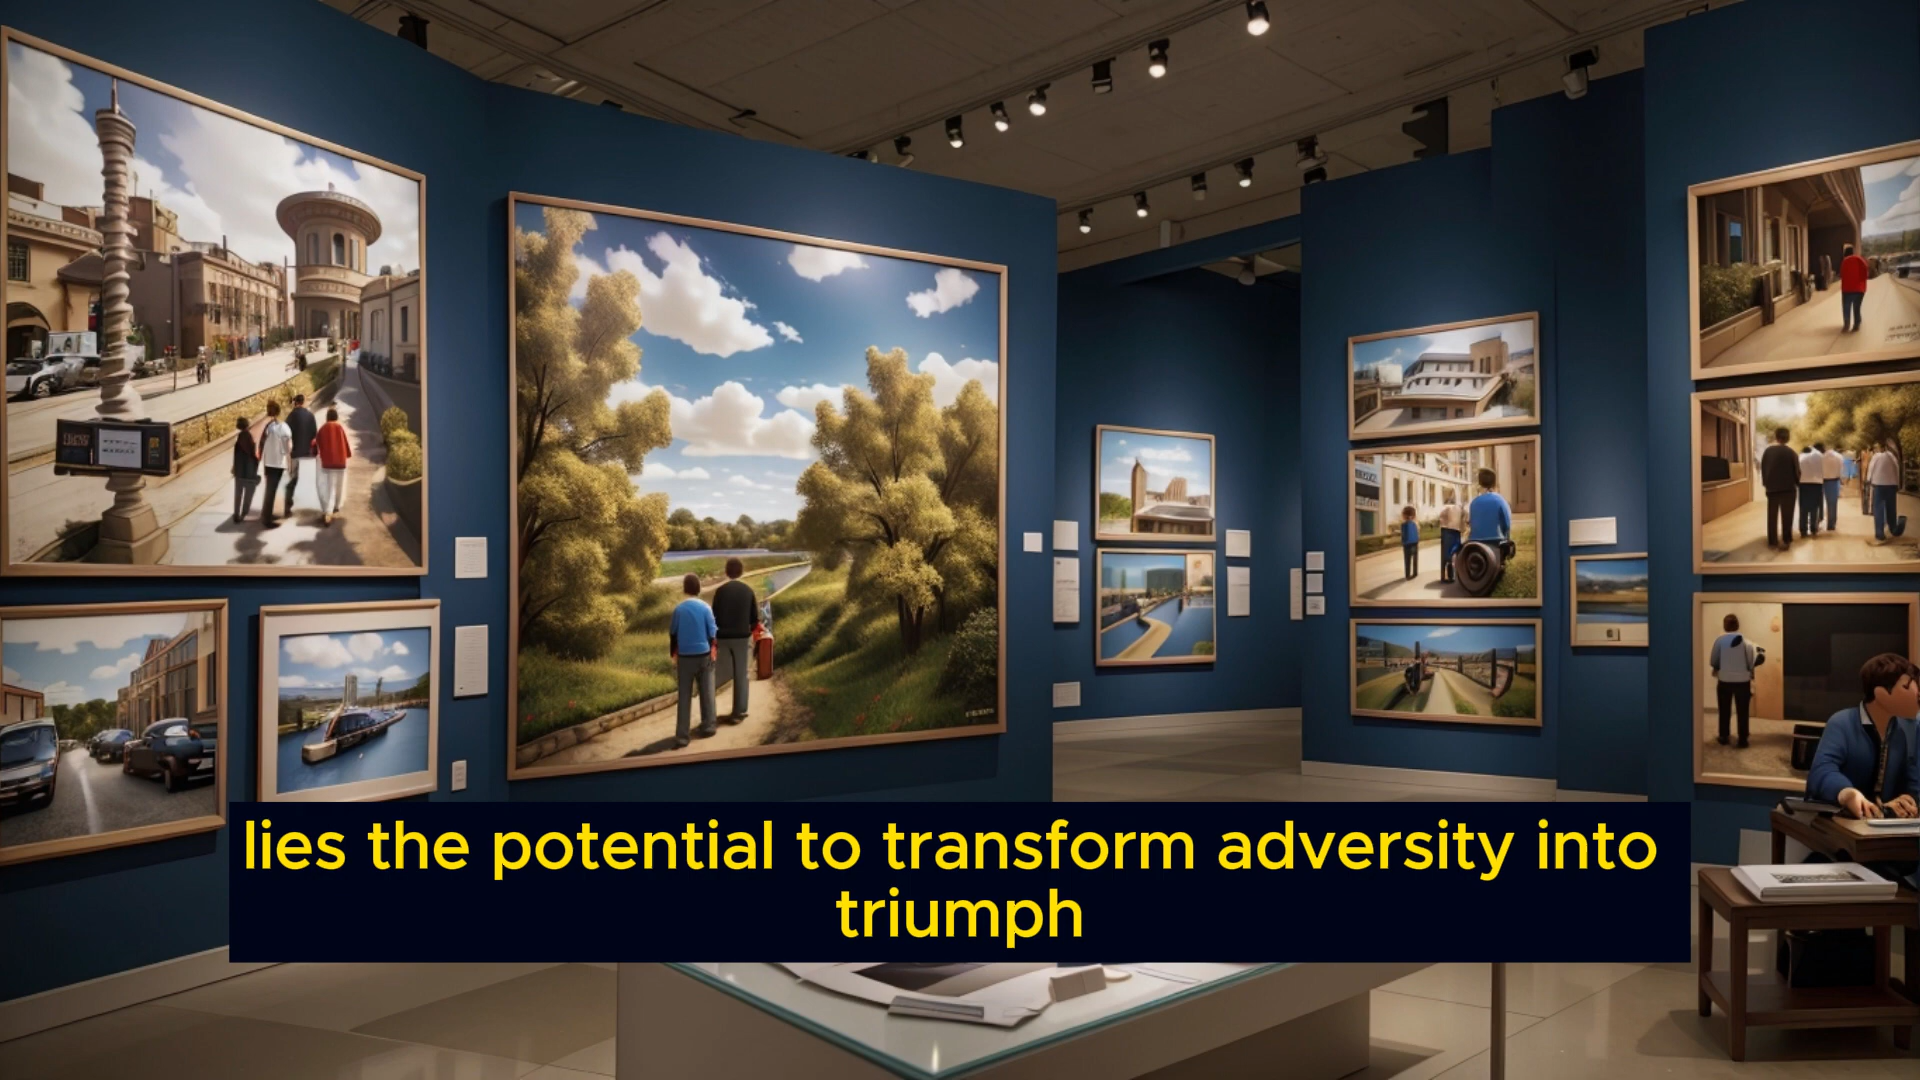 lies the potential to transform adversity into
triumph